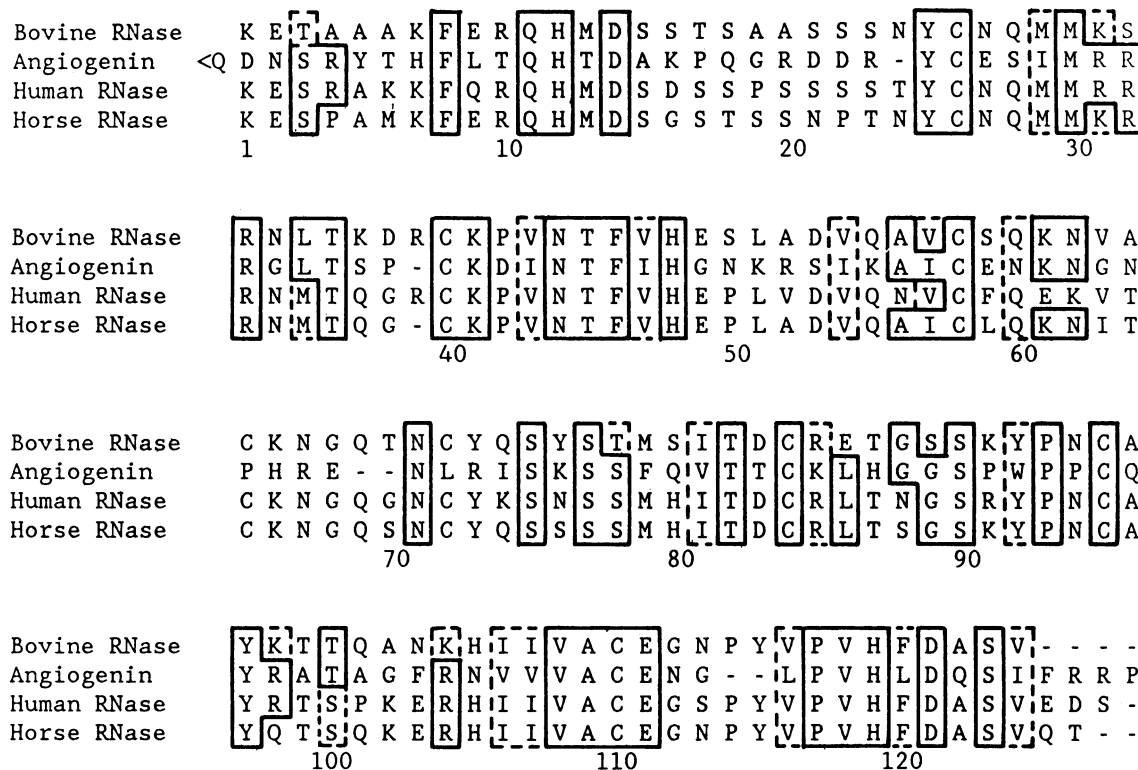 Bovine RNase K E T A A A K F E R Q H M D S S T S A A S S S N Y C N Q M M K S
Angiogenin <Q D N S R Y T H F L T Q H T D A K P Q G R D D R - Y C E S I M R R
Human RNase K E S R A K K F Q R Q H M D S D S S P S S S S T Y C N Q M M R R
Horse RNase K E S P A M K F E R Q H M D S G S T S S N P T N Y C N Q M M K R
1 10 20 30
Bovine RNase R N L T K D R C K P V N T F V H E S L A D V Q A V C S Q K N V A
Angiogenin R G L T S P - C K D I N T F I H G N K R S I K A I C E N K N G N
Human RNase R N M T Q G R C K P V N T F V H E P L V D V Q N V C F Q E K V T
Horse RNase R N M T Q G - C K P V N T F V H E P L A D V Q A I C L Q K N I T
40 50 60
Bovine RNase C K N G Q T N C Y Q S Y S T M S I T D C R E T G S S K Y P N C A
Angiogenin P H R E - - N L R I S K S S F Q V T T C K L H G G S P W P P C Q
Human RNase C K N G Q G N C Y K S N S S M H I T D C R L T N G S R Y P N C A
Horse RNase C K N G Q S N C Y Q S S S S M H I T D C R L T S G S K Y P N C A
70 80 90
Bovine RNase Y K T T Q A N K H I I V A C E G N P Y V P V H F D A S V - - - -
Angiogenin Y R A T A G F R N V V V A C E N G - - L P V H L D Q S I F R R P
Human RNase Y R T S P K E R H I I V A C E G S P Y V P V H F D A S V E D S -
Horse RNase Y Q T S Q K E R H I I V A C E G N P Y V P V H F D A S V Q T - -
100 110 120